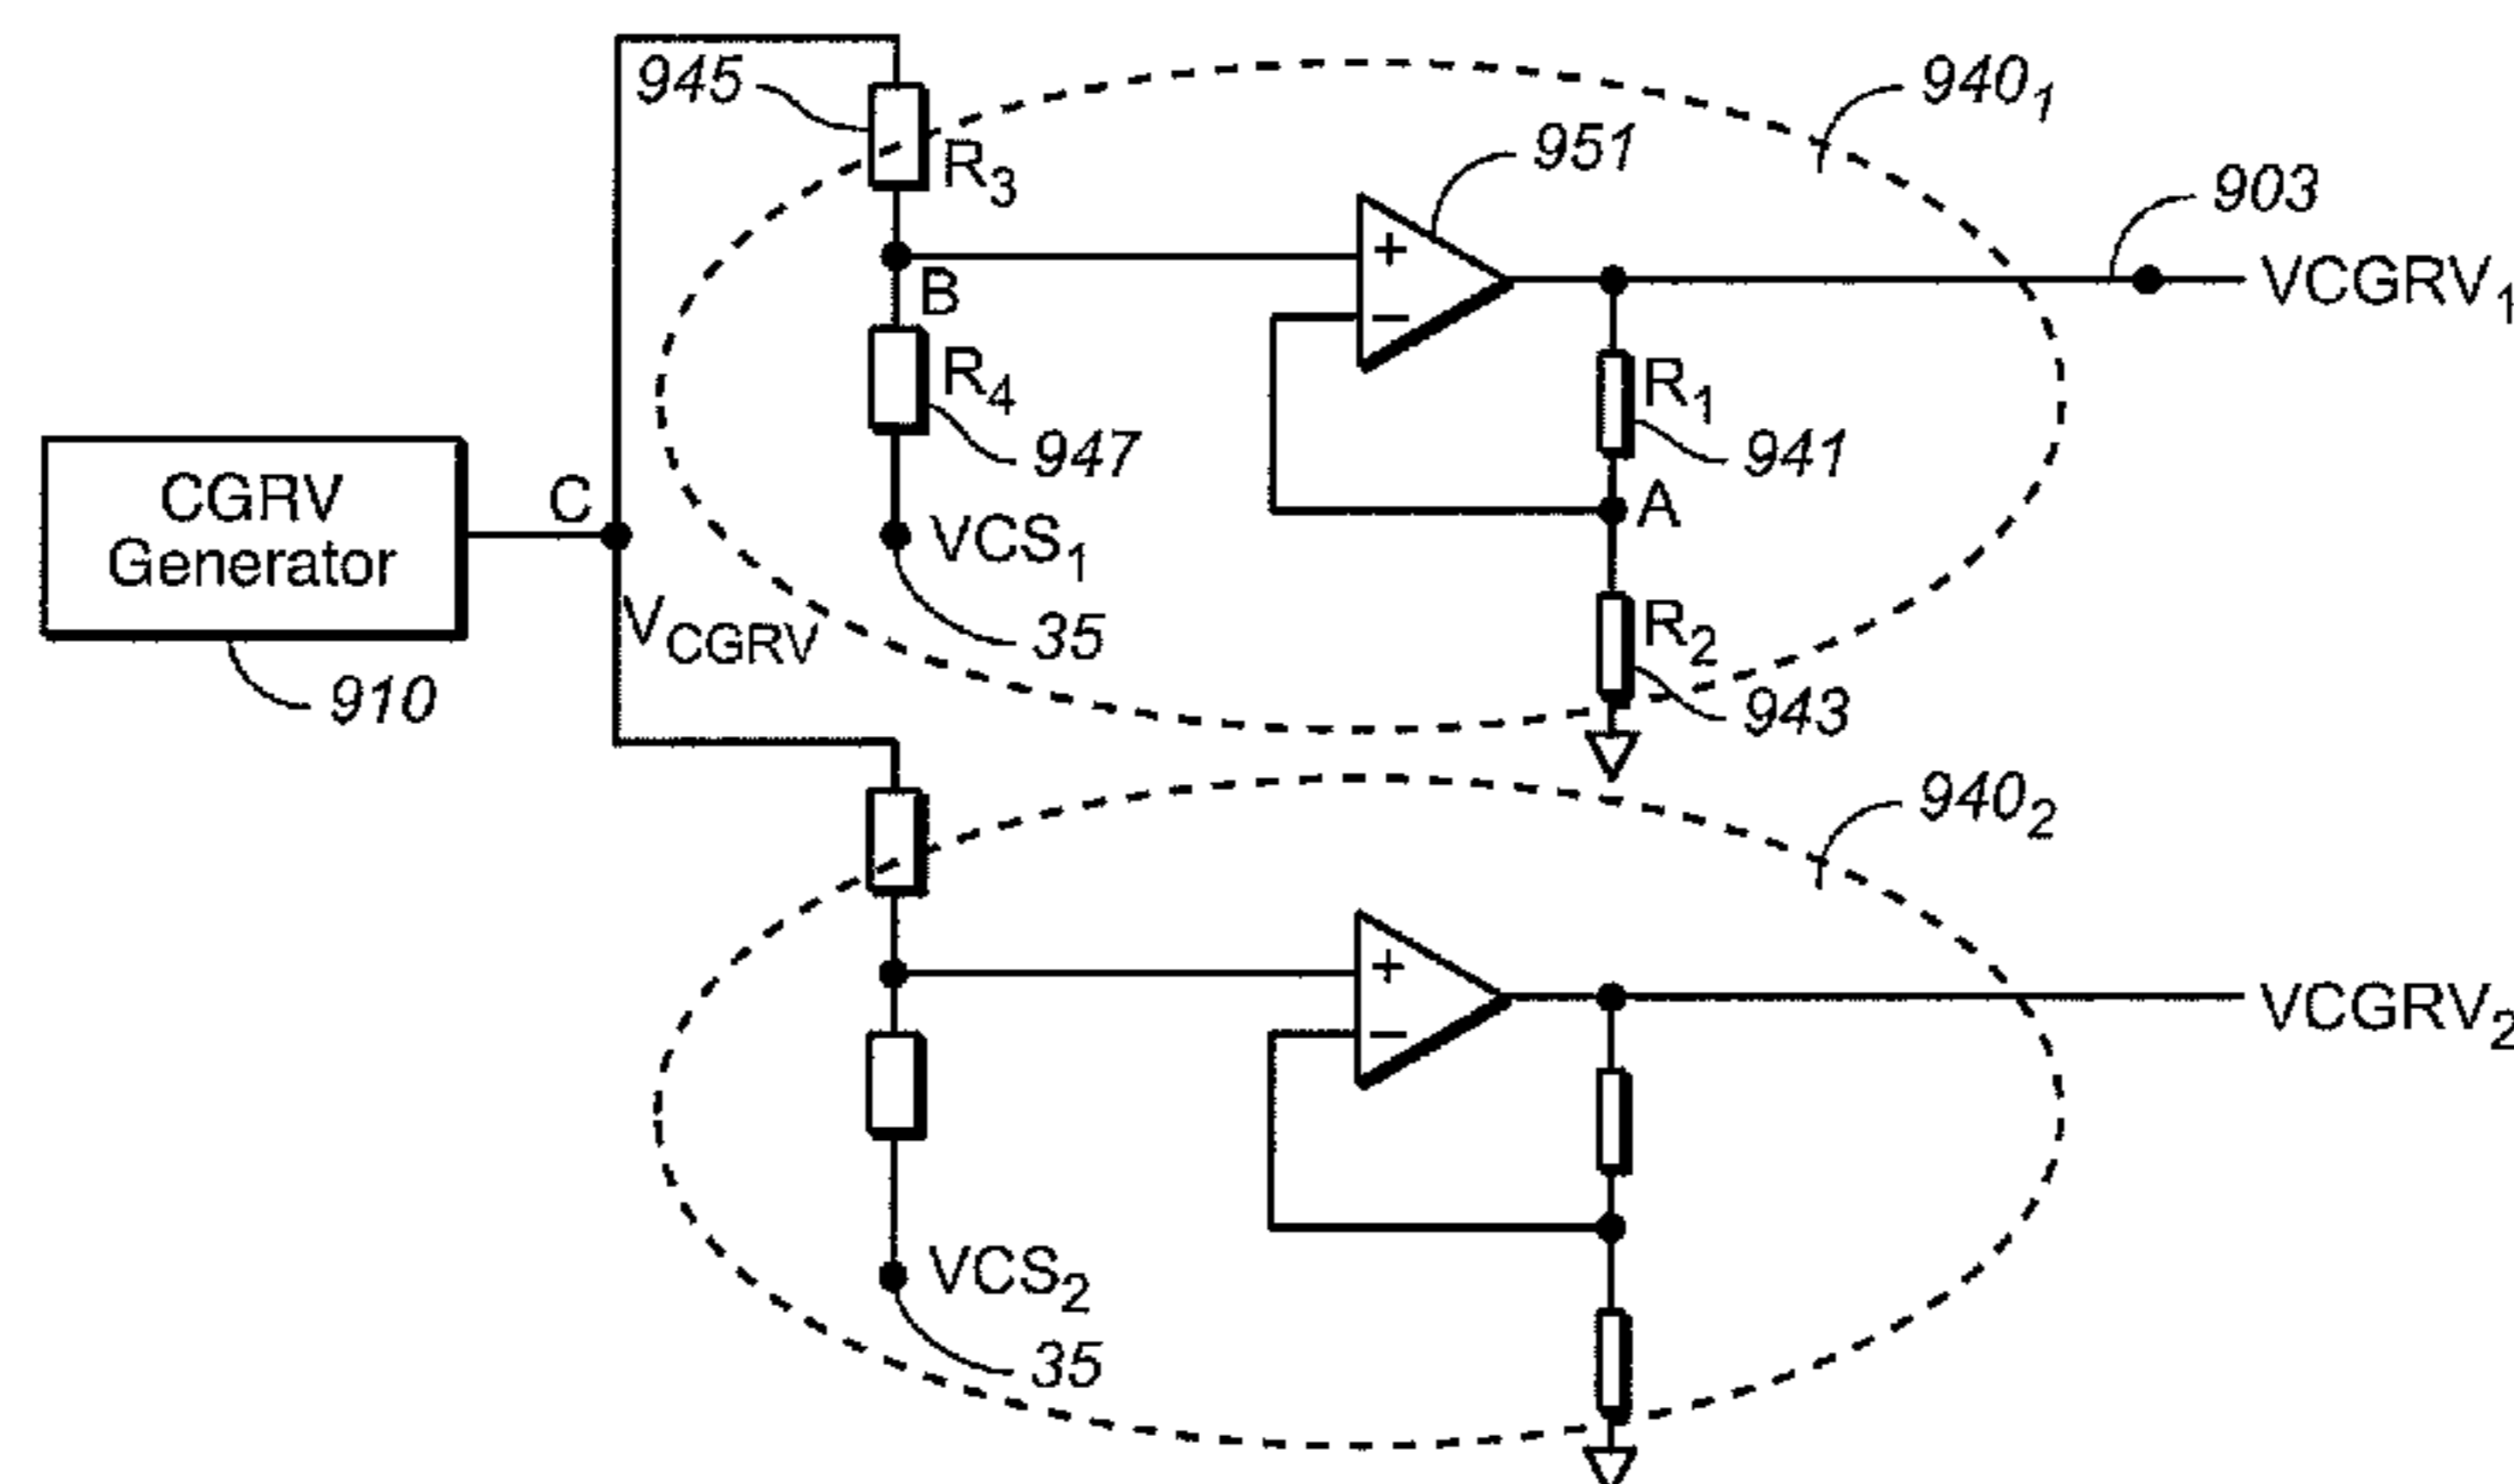 945
R3
940₁
951
903
VCGRV₁
B
R₄
R₁
947
941
CGRV
Generator
C
VCS₁
A
35
V_CGRV
R₂
910
943
940₂
VCGRV₂
VCS₂
35
+
−
+
−